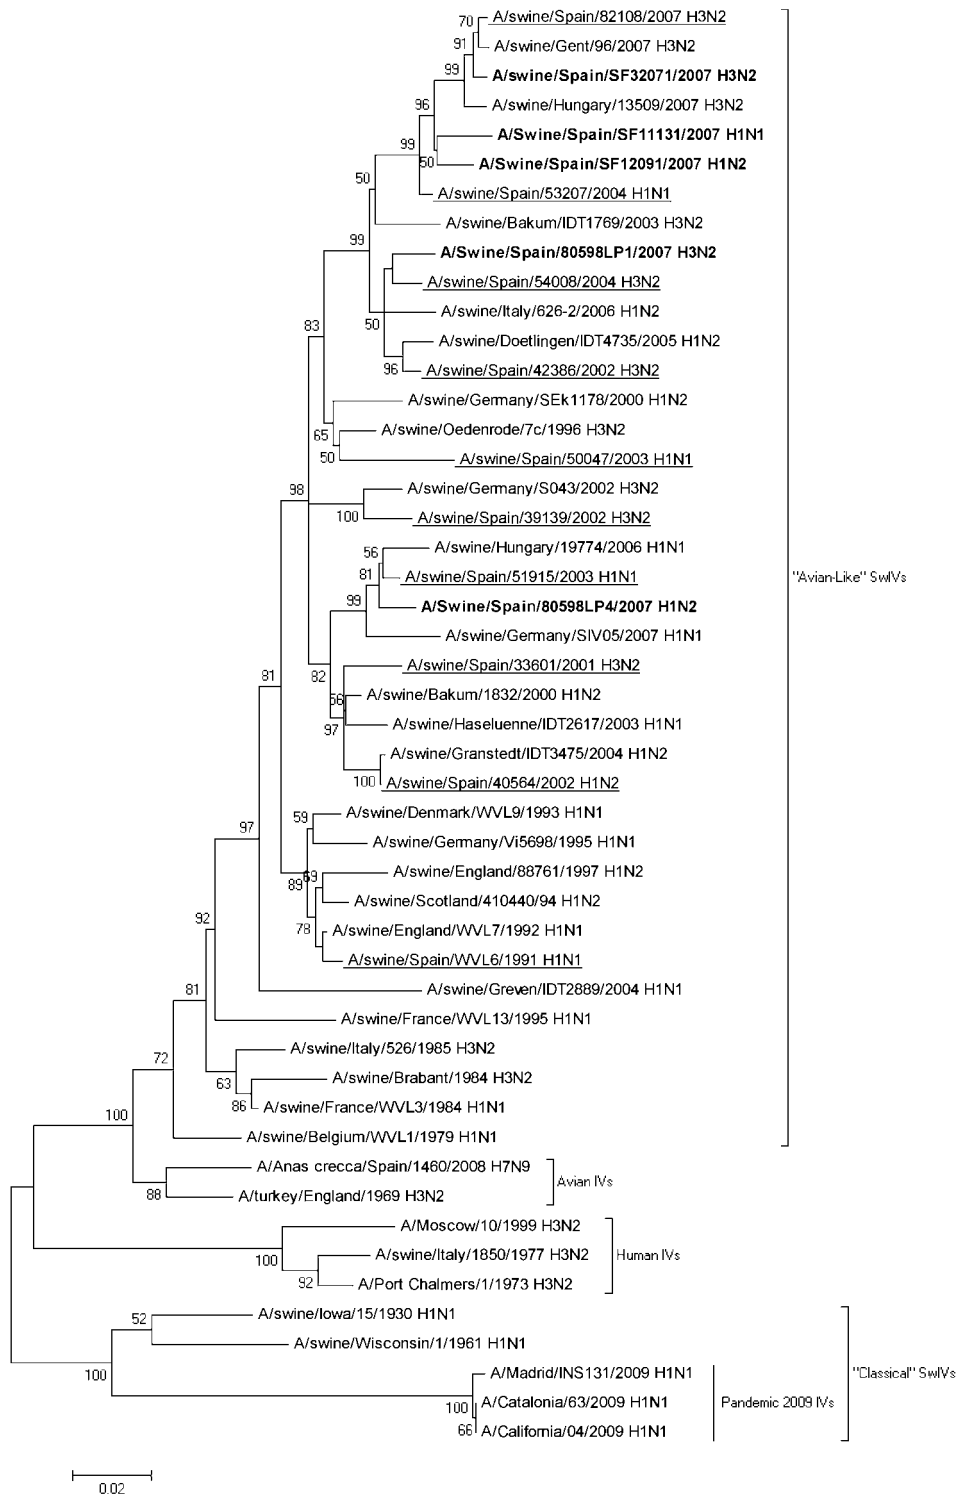 70
A/swine/Spain/82108/2007 H3N2
91
A/swine/Gent/96/2007 H3N2
99
A/swine/Spain/SF32071/2007 H3N2
96
A/swine/Hungary/13509/2007 H3N2
99
A/Swine/Spain/SF11131/2007 H1N1
50
A/Swine/Spain/SF12091/2007 H1N2
50
A/swine/Spain/53207/2004 H1N1
A/swine/Bakum/IDT1769/2003 H3N2
99
A/Swine/Spain/80598LP1/2007 H3N2
A/swine/Spain/54008/2004 H3N2
A/swine/Italy/626-2/2006 H1N2
83
50
A/swine/Doetlingen/IDT4735/2005 H1N2
96
A/swine/Spain/42386/2002 H3N2
A/swine/Germany/SEk1178/2000 H1N2
65
A/swine/Oedenrode/7c/1996 H3N2
50
A/swine/Spain/50047/2003 H1N1
98
A/swine/Germany/S043/2002 H3N2
100
A/swine/Spain/39139/2002 H3N2
56
A/swine/Hungary/19774/2006 H1N1
81
A/swine/Spain/51915/2003 H1N1
"Avian-Like" SwIVs
99
A/Swine/Spain/80598LP4/2007 H1N2
A/swine/Germany/SIV05/2007 H1N1
81
82
A/swine/Spain/33601/2001 H3N2
56
A/swine/Bakum/1832/2000 H1N2
97
A/swine/Haseluenne/IDT2617/2003 H1N1
A/swine/Granstedt/IDT3475/2004 H1N2
100
A/swine/Spain/40564/2002 H1N2
59
A/swine/Denmark/WVL9/1993 H1N1
97
A/swine/Germany/Vi5698/1995 H1N1
89
69
A/swine/England/88761/1997 H1N2
A/swine/Scotland/410440/94 H1N2
92
78
A/swine/England/WVL7/1992 H1N1
A/swine/Spain/WVL6/1991 H1N1
81
A/swine/Greven/IDT2889/2004 H1N1
A/swine/France/WVL13/1995 H1N1
72
A/swine/Italy/526/1985 H3N2
63
A/swine/Brabant/1984 H3N2
86
A/swine/France/WVL3/1984 H1N1
100
A/swine/Belgium/WVL1/1979 H1N1
A/Anas crecca/Spain/1460/2008 H7N9
Avian IVs
88
A/turkey/England/1969 H3N2
A/Moscow/10/1999 H3N2
100
A/swine/Italy/1850/1977 H3N2
Human IVs
92
A/Port Chalmers/1/1973 H3N2
52
A/swine/Iowa/15/1930 H1N1
A/swine/Wisconsin/1/1961 H1N1
100
A/Madrid/INS131/2009 H1N1
"Classical" SwIVs
100
A/Catalonia/63/2009 H1N1
Pandemic 2009 IVs
66
A/California/04/2009 H1N1
0.02